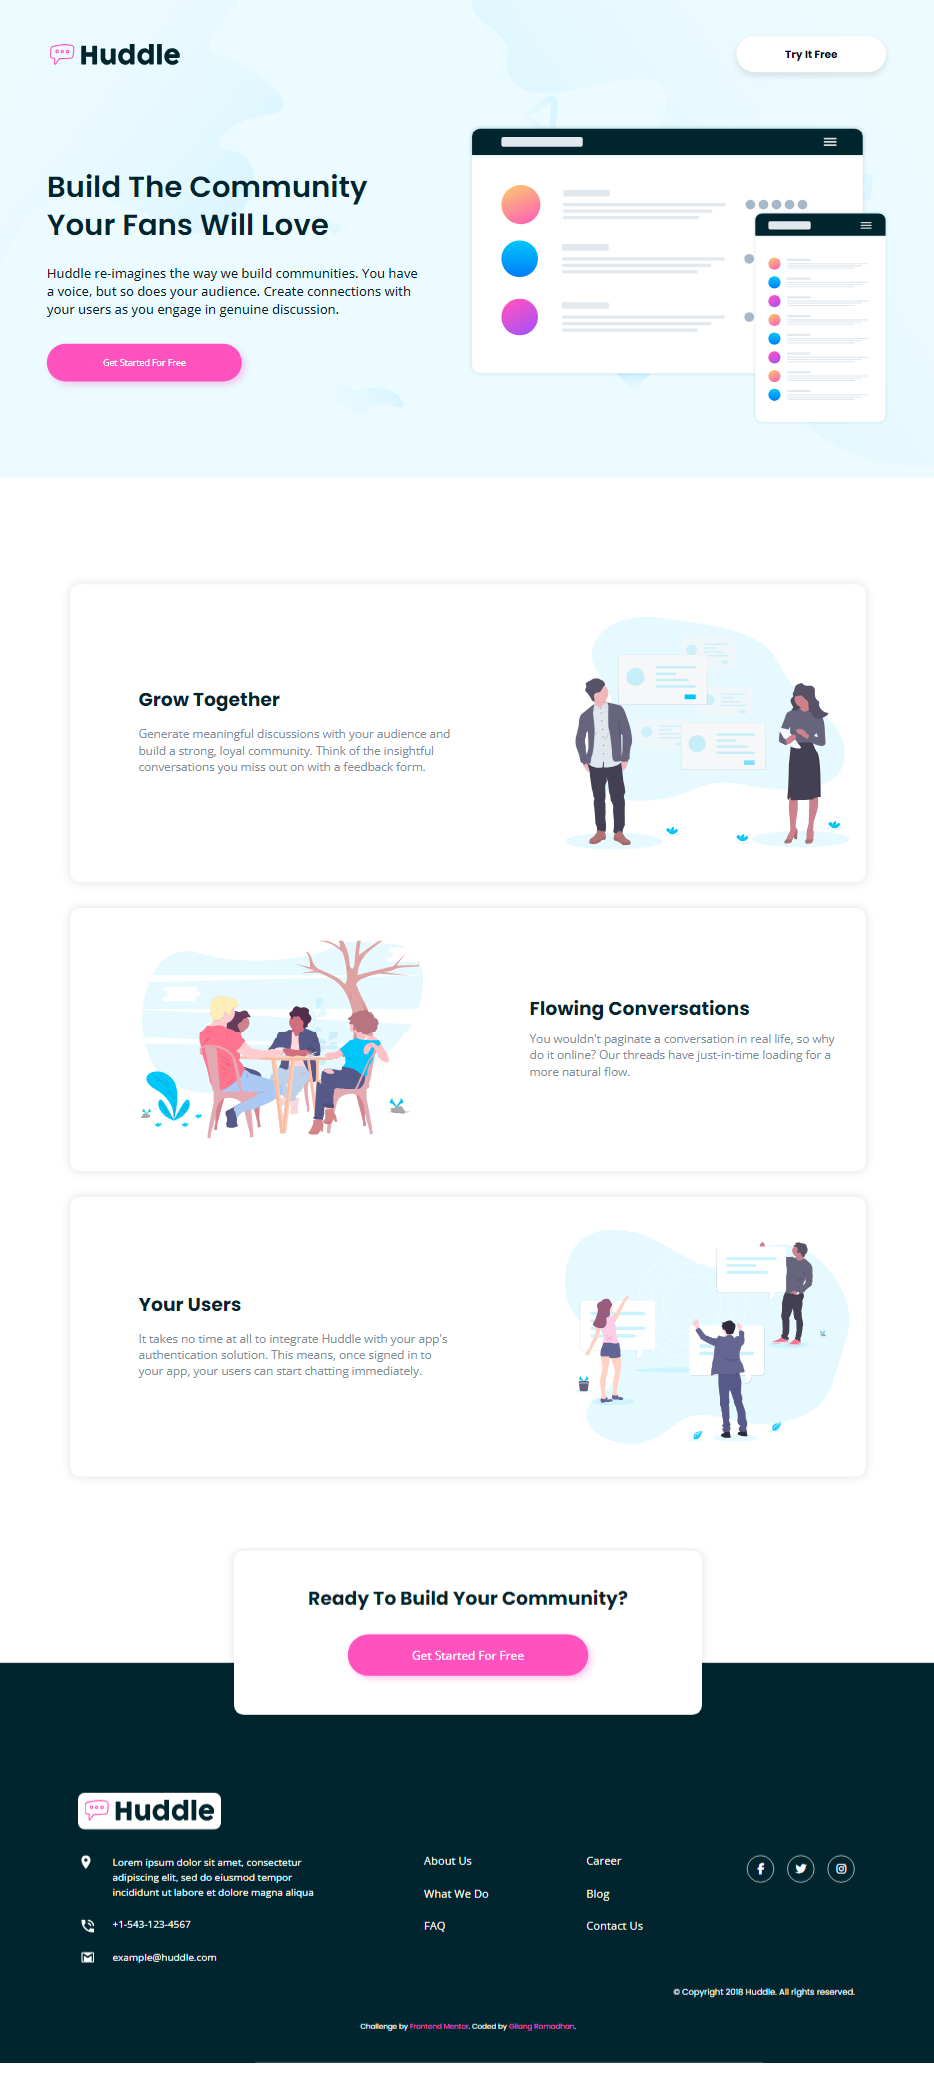 Huddle
Try It Free
Build The Community
Your Fans Will Love
Huddle re-imagines the way we build communities. You have
a voice, but so does your audience. Create connections with
your users as you engage in genuine discussion.
Get Started For Free
Grow Together
Generate meaningful discussions with your audience and
build a strong, loyal community. Think of the insightful
conversations you miss out on with a feedback form.
Flowing Conversations
You wouldn't paginate a conversation in real life, so why
do it online? Our threads have just-in-time loading for a
more natural flow.
Your Users
It takes no time at all to integrate Huddle with your app's
authentication solution. This means, once signed in to
your app, your users can start chatting immediately.
Ready To Build Your Community?
Get Started For Free
Huddle
Lorem ipsum dolor sit amet, consectetur
adipiscing elit, sed do eiusmod tempor
incididunt ut labore et dolore magna aliqua
+1-543-123-4567
example@huddle.com
About Us
What We Do
FAQ
Career
Blog
Contact Us
© Copyright 2018 Huddle. All rights reserved.
Challenge by Frontend Mentor. Coded by Gilang Ramadhan.